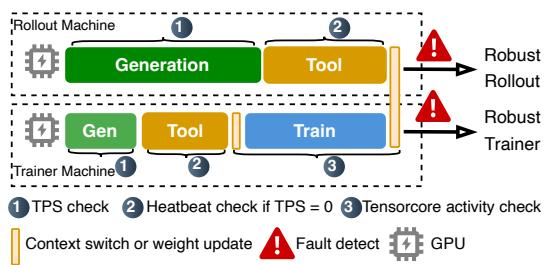 Rollout Machine
1
2
Generation
Tool
Robust
Rollout
Gen
Tool
Train
Robust
Trainer
Trainer Machine
1
2
3
1 TPS check 2 Heatbeat check if TPS = 0 3 Tensorcore activity check
Context switch or weight update Fault detect GPU